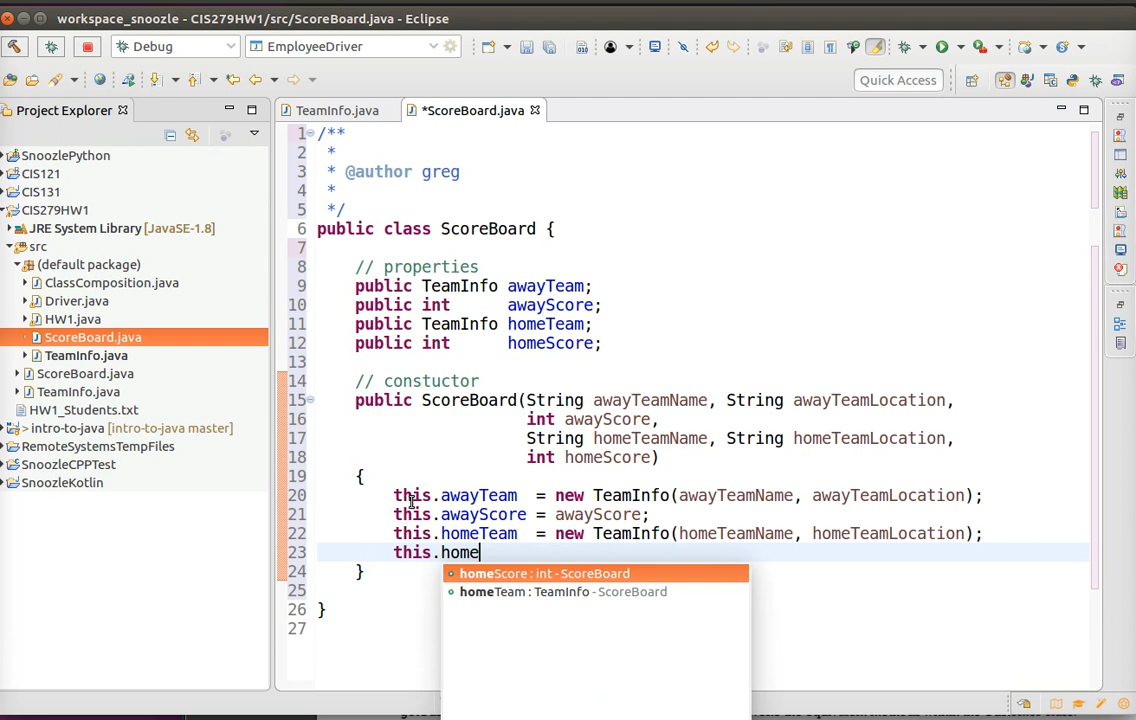 workspace_snoozle - CIS279HW1/src/ScoreBoard.java - Eclipse
Debug
EmployeeDriver
Quick Access
Project Explorer
TeamInfo.java
*ScoreBoard.java
SnoozlePython
CIS121
CIS131
CIS279HW1
JRE System Library [JavaSE-1.8]
src
(default package)
ClassComposition.java
Driver.java
HW1.java
ScoreBoard.java
TeamInfo.java
ScoreBoard.java
TeamInfo.java
HW1_Students.txt
> intro-to-java [intro-to-java master]
RemoteSystemsTempFiles
SnoozleCPPTest
SnoozleKotlin
1 /**
2 *
3 * @author greg
4 *
5 */
6 public class ScoreBoard {
7
8 // properties
9 public TeamInfo awayTeam;
10 public int awayScore;
11 public TeamInfo homeTeam;
12 public int homeScore;
13
14 // constuctor
15 public ScoreBoard(String awayTeamName, String awayTeamLocation,
16 int awayScore,
17 String homeTeamName, String homeTeamLocation,
18 int homeScore)
19 {
20 this.awayTeam = new TeamInfo(awayTeamName, awayTeamLocation);
21 this.awayScore = awayScore;
22 this.homeTeam = new TeamInfo(homeTeamName, homeTeamLocation);
23 this.home
24 }
25
26 }
27
homeScore : int - ScoreBoard
homeTeam : TeamInfo - ScoreBoard